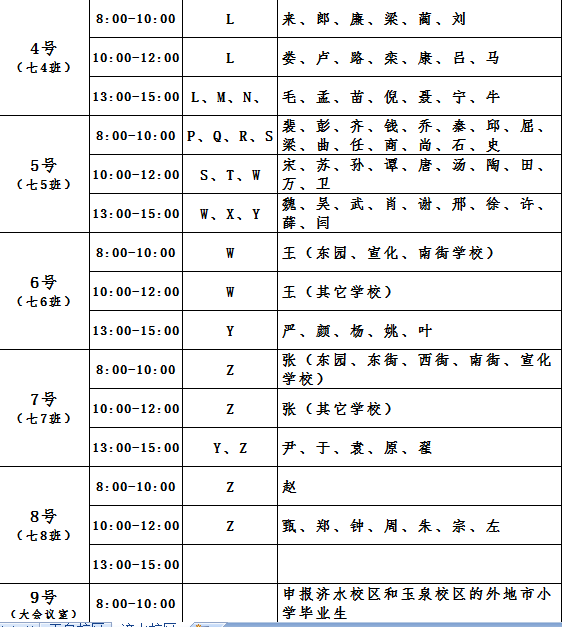 8:00-10:00 L 来、郎、廉、梁、蔺、刘
4号
（七4班）
10:00-12:00 L 娄、卢、路、栾、康、吕、马
13:00-15:00 L、M、N、 毛、孟、苗、倪、聂、宁、牛
5号
（七5班）
8:00-10:00 P、Q、R、S 裴、彭、齐、钱、乔、秦、邱、屈、
梁、曲、任、商、尚、石、史
10:00-12:00 S、T、W 宋、苏、孙、谭、唐、汤、陶、田、
万、卫
13:00-15:00 W、X、Y 魏、吴、武、肖、谢、邢、徐、许、
薛、闫
6号
（七6班）
8:00-10:00 W 王（东园、宣化、南街学校）
10:00-12:00 W 王（其它学校）
13:00-15:00 Y 严、颜、杨、姚、叶
7号
（七7班）
8:00-10:00 Z 张（东园、东街、西街、南街、宣化
学校）
10:00-12:00 Z 张（其它学校）
13:00-15:00 Y、Z 尹、于、袁、原、翟
8号
（七8班）
8:00-10:00 Z 赵
10:00-12:00 Z 甄、郑、钟、周、朱、宗、左
13:00-15:00
9号
（大会议室）
8:00-10:00 申报济水校区和玉泉校区的外地市小
学毕业生